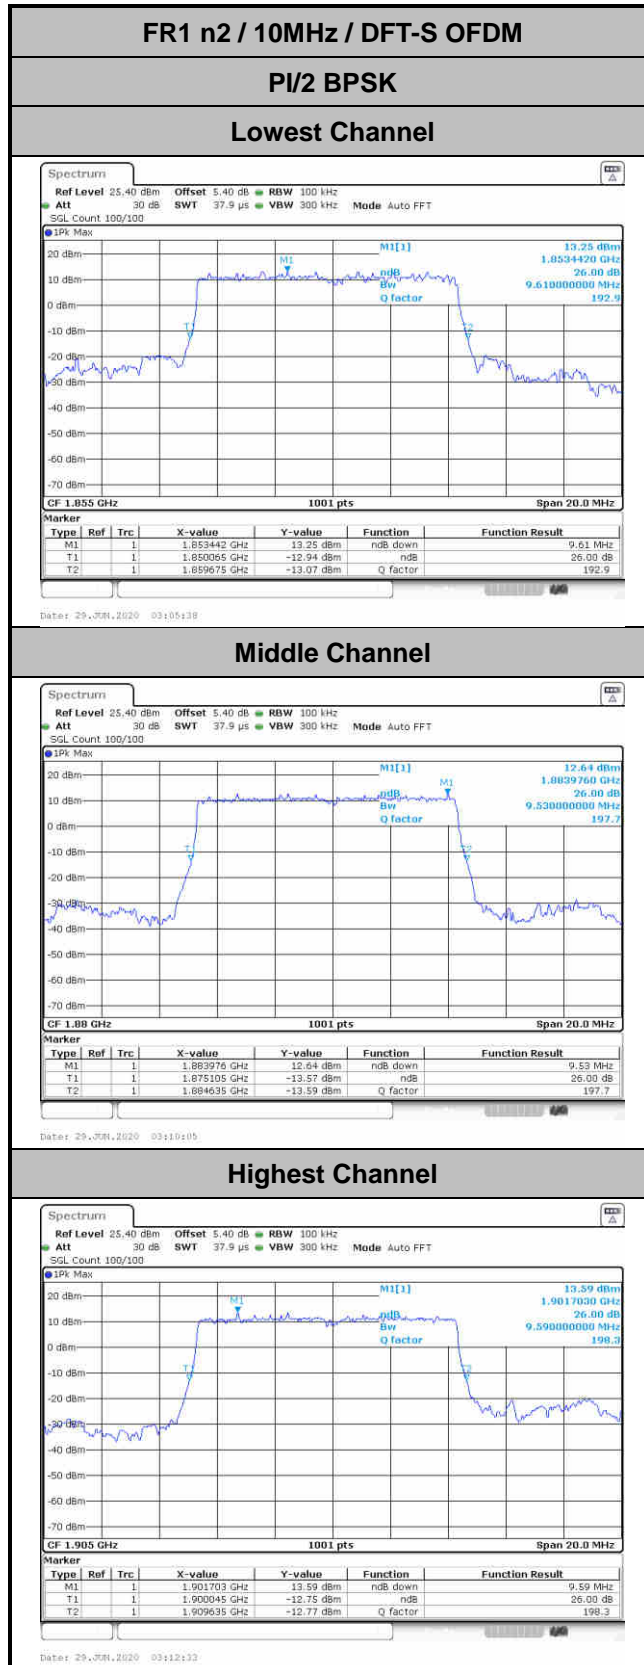 FR1 n2 / 10MHz / DFT-S OFDM
PI/2 BPSK
Lowest Channel
Spectrum
Ref Level 25.40 dBm Offset 5.40 dB RBW 100 kHz
Att 30 dB SWT 37.9 µs VBW 300 kHz Mode Auto FFT
SGL Count 100/100
1Pk Max
M1[1] 13.25 dBm
1.8534420 GHz
ndB 26.00 dB
Bw 9.610000000 MHz
Q factor 192.9
M1
T1
T2
20 dBm
10 dBm
0 dBm
-10 dBm
-20 dBm
-30 dBm
-40 dBm
-50 dBm
-60 dBm
-70 dBm
CF 1.855 GHz 1001 pts Span 20.0 MHz
Marker
Type Ref Trc X-value Y-value Function Function Result
M1 1 1.853442 GHz 13.25 dBm ndB down 9.61 MHz
T1 1 1.850065 GHz -12.94 dBm ndB 26.00 dB
T2 1 1.859675 GHz -13.07 dBm Q factor 192.9
Date: 29.JUN.2020 03:05:38
Middle Channel
Spectrum
Ref Level 25.40 dBm Offset 5.40 dB RBW 100 kHz
Att 30 dB SWT 37.9 µs VBW 300 kHz Mode Auto FFT
SGL Count 100/100
1Pk Max
M1[1] 12.64 dBm
1.8839760 GHz
ndB 26.00 dB
Bw 9.530000000 MHz
Q factor 197.7
M1
T2
20 dBm
10 dBm
0 dBm
-10 dBm
-20 dBm
-30 dBm
-40 dBm
-50 dBm
-60 dBm
-70 dBm
CF 1.88 GHz 1001 pts Span 20.0 MHz
Marker
Type Ref Trc X-value Y-value Function Function Result
M1 1 1.883976 GHz 12.64 dBm ndB down 9.53 MHz
T1 1 1.875105 GHz -13.57 dBm ndB 26.00 dB
T2 1 1.884635 GHz -13.59 dBm Q factor 197.7
Date: 29.JUN.2020 03:10:05
Highest Channel
Spectrum
Ref Level 25.40 dBm Offset 5.40 dB RBW 100 kHz
Att 30 dB SWT 37.9 µs VBW 300 kHz Mode Auto FFT
SGL Count 100/100
1Pk Max
M1[1] 13.59 dBm
1.9017030 GHz
ndB 26.00 dB
Bw 9.590000000 MHz
Q factor 198.3
M1
T2
20 dBm
10 dBm
0 dBm
-10 dBm
-20 dBm
-30 dBm
-40 dBm
-50 dBm
-60 dBm
-70 dBm
CF 1.905 GHz 1001 pts Span 20.0 MHz
Marker
Type Ref Trc X-value Y-value Function Function Result
M1 1 1.901703 GHz 13.59 dBm ndB down 9.59 MHz
T1 1 1.900045 GHz -12.75 dBm ndB 26.00 dB
T2 1 1.909635 GHz -12.77 dBm Q factor 198.3
Date: 29.JUN.2020 03:12:33